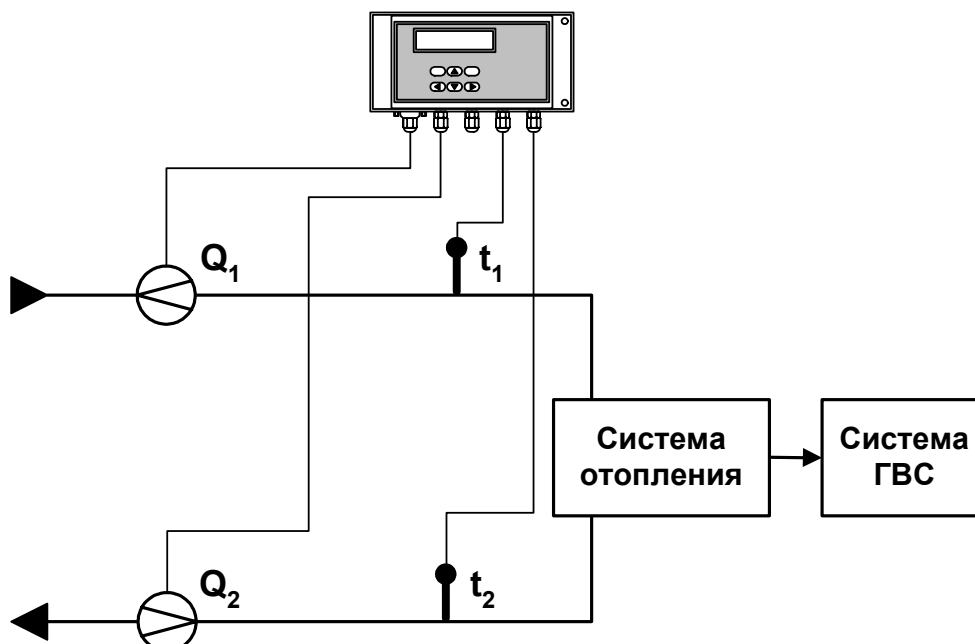 Q₁
t₁
Система
отопления
Система
ГВС
Q₂
t₂